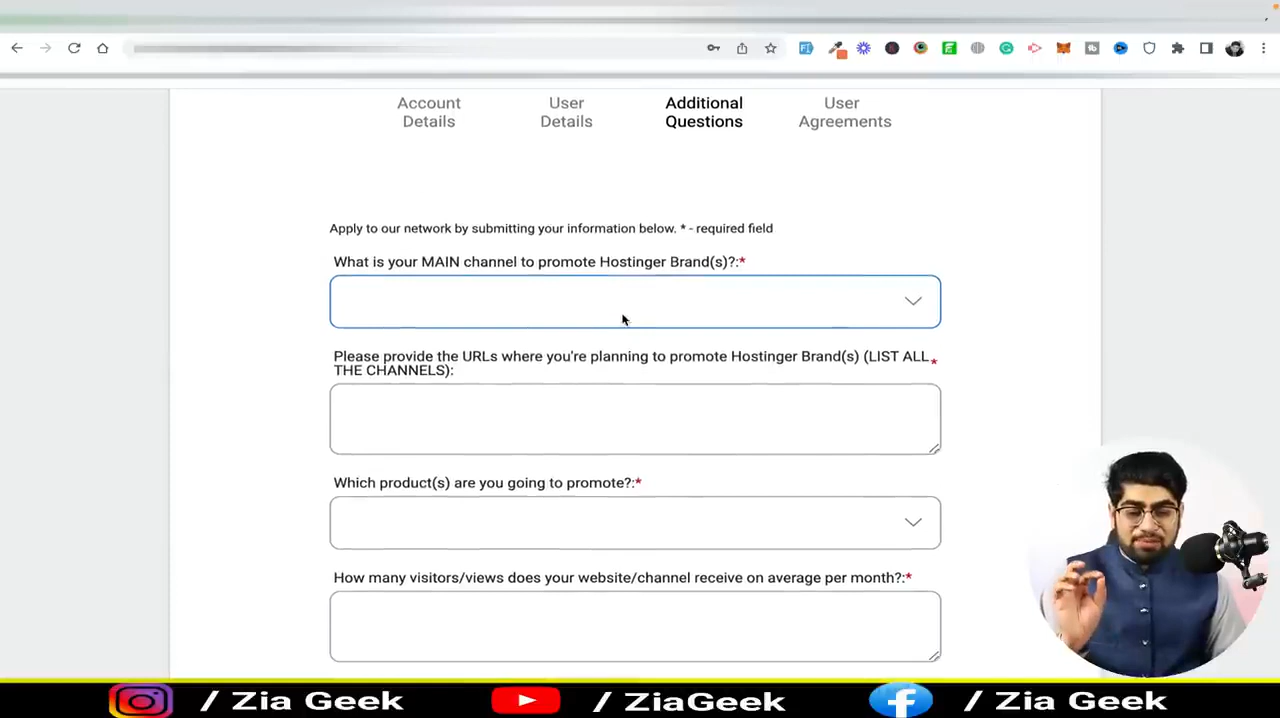 Account
Details
User
Details
Additional
Questions
User
Agreements
Apply to our network by submitting your information below. * - required field
What is your MAIN channel to promote Hostinger Brand(s)?:*
Please provide the URLs where you're planning to promote Hostinger Brand(s) (LIST ALL
THE CHANNELS): *
Which product(s) are you going to promote?:*
How many visitors/views does your website/channel receive on average per month?:*
/ Zia Geek
/ ZiaGeek
/ Zia Geek